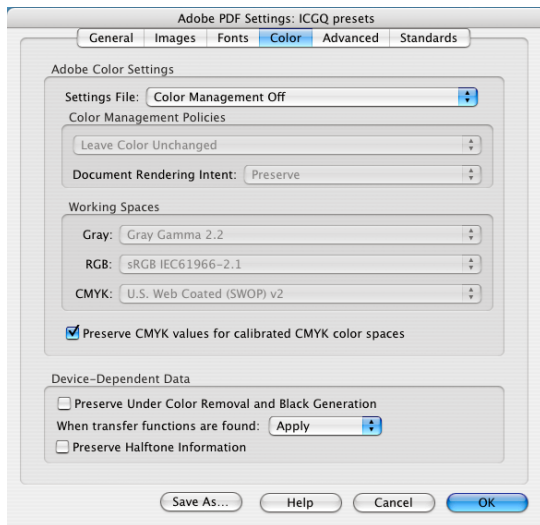 Adobe PDF Settings: ICGQ presets
General Images Fonts Color Advanced Standards
Adobe Color Settings
Settings File: Color Management Off
Color Management Policies
Leave Color Unchanged
Document Rendering Intent: Preserve
Working Spaces
Gray: Gray Gamma 2.2
RGB: sRGB IEC61966-2.1
CMYK: U.S. Web Coated (SWOP) v2
Preserve CMYK values for calibrated CMYK color spaces
Device-Dependent Data
Preserve Under Color Removal and Black Generation
When transfer functions are found: Apply
Preserve Halftone Information
Save As... Help Cancel OK